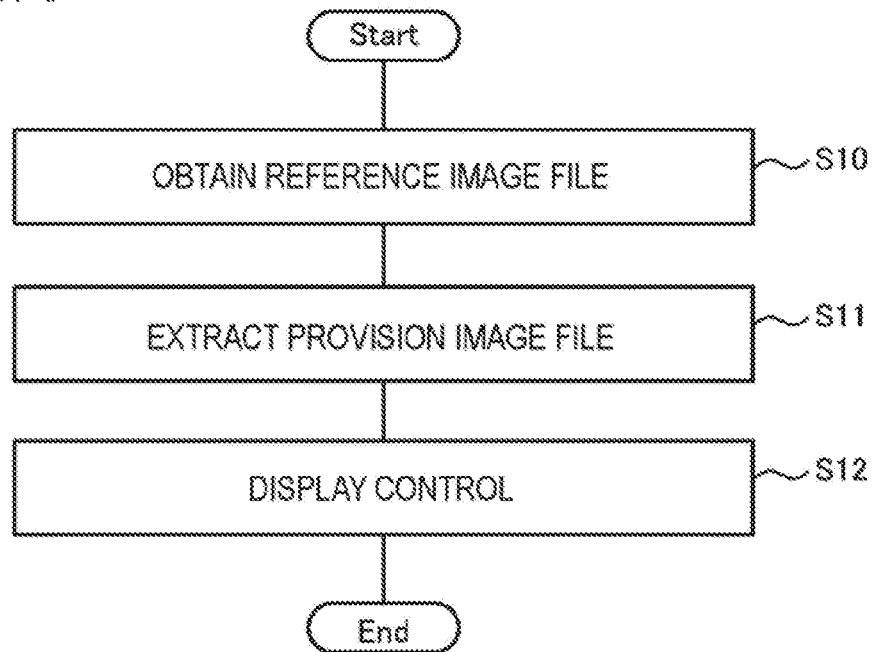 Start
OBTAIN REFERENCE IMAGE FILE
S10
EXTRACT PROVISION IMAGE FILE
S11
DISPLAY CONTROL
S12
End